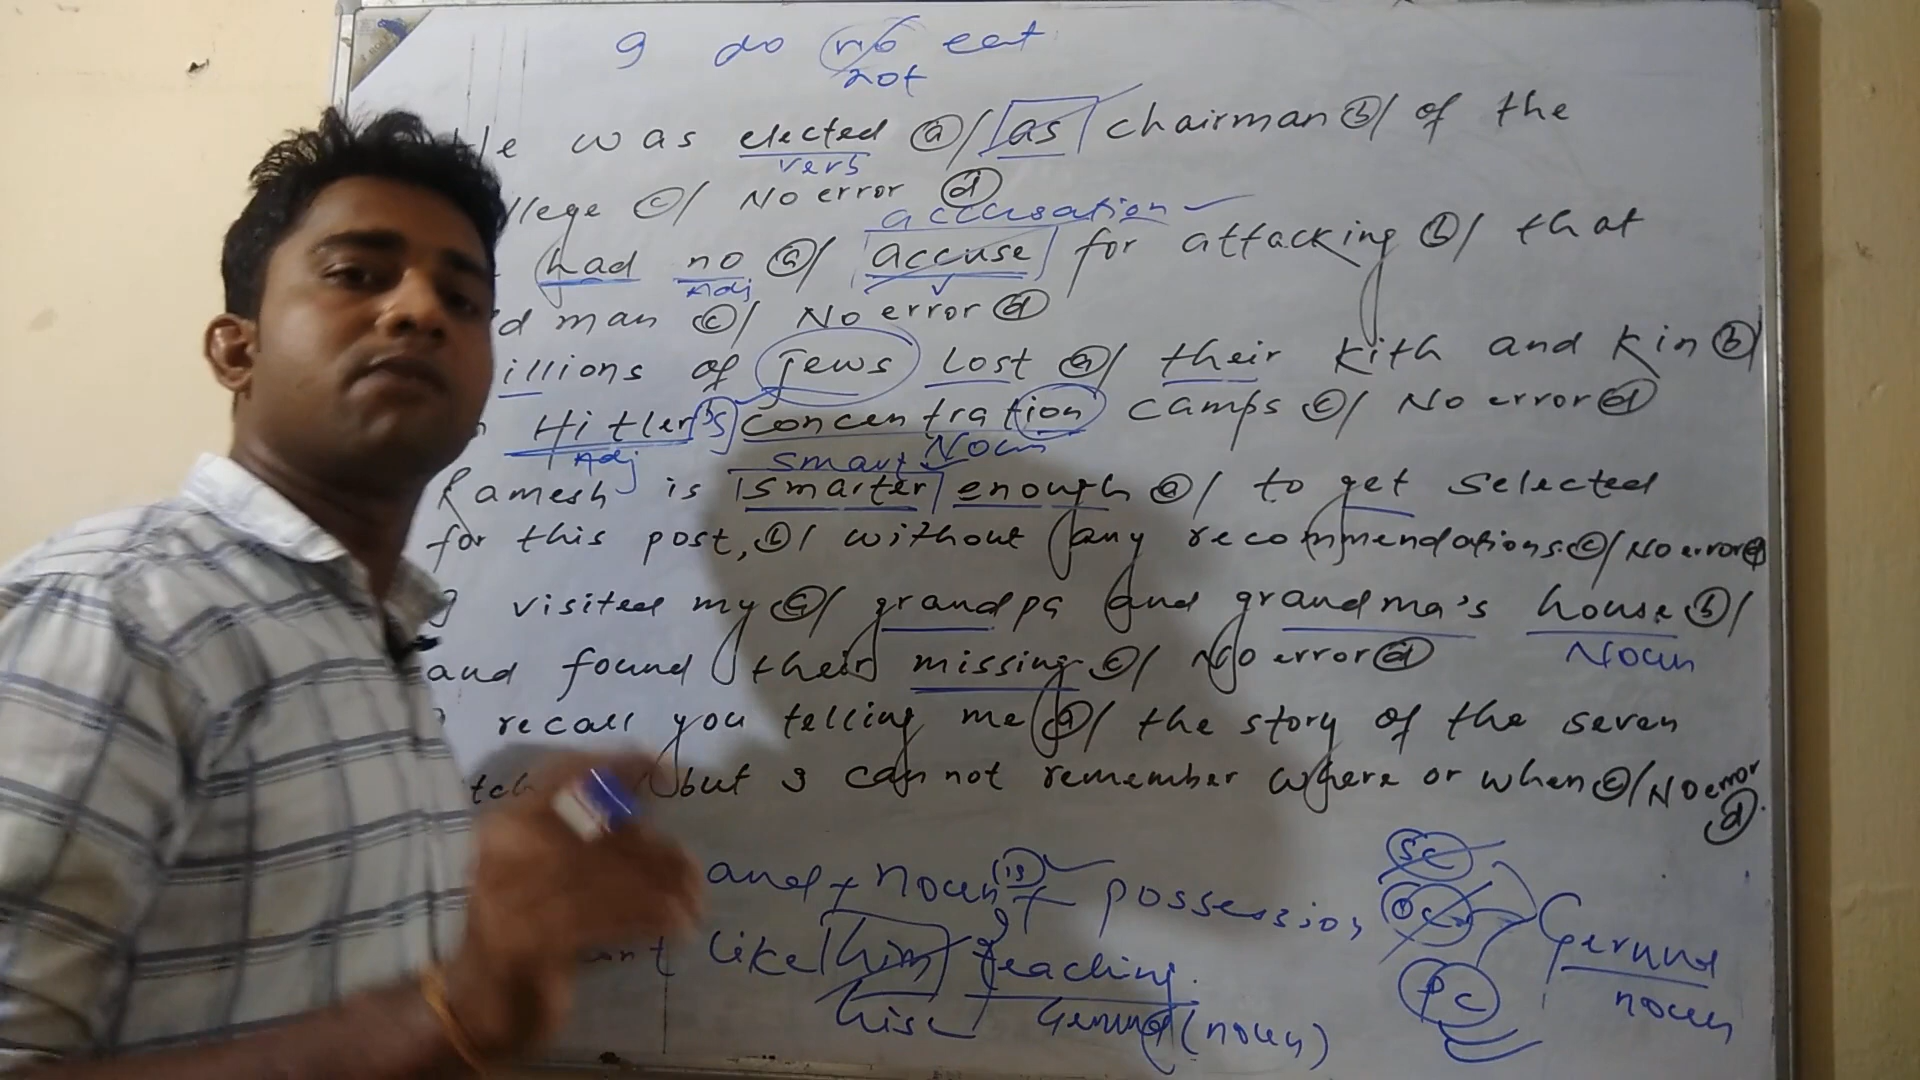 I do no eat
not
He was elected (a)/ as chairman (b)/ of the
verb
llege (c)/ No error (d)
accusation
had no (a)/ accuse for attacking (b)/ that
Adj
d man (c)/ No error (d)
illions of Jews lost (a)/ their kith and kin (b)/
Hitler's concentration camps (c)/ No error (d)
Adj Noun
smart
Ramesh is smarter enough (a)/ to get selected
for this post, (b)/ without any recommendations. (c)/ No error (d)
I visited my (a)/ grandpa and grandma's house (b)/
Noun
and found their missing. (c)/ No error (d)
I recall you telling me (a)/ the story of the seven
but I can not remember where or when (c)/ No error
(d).
and + noun ('s) + possession
SC
OC
PC
Gerund
noun
like him teaching.
his Gerund (noun)